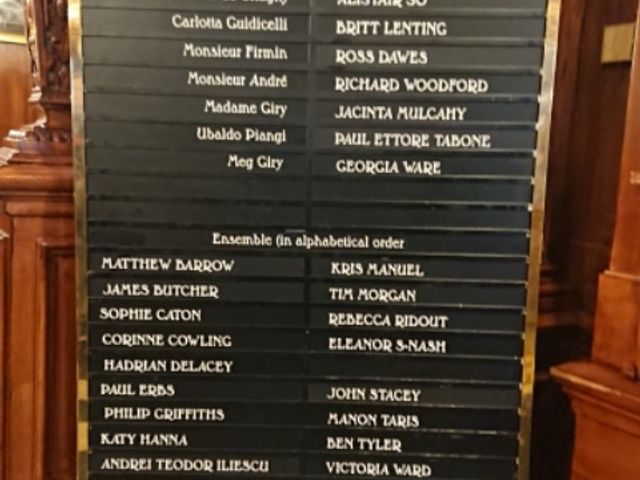 ALISTAIR SO
Carlotta Guidicelli BRITT LENTING
Monsieur Firmin ROSS DAWES
Monsieur André RICHARD WOODFORD
Madame Giry JACINTA MULCAHY
Ubaldo Piangi PAUL ETTORE TABONE
Meg Giry GEORGIA WARE
Ensemble (in alphabetical order
MATTHEW BARROW KRIS MANUEL
JAMES BUTCHER TIM MORGAN
SOPHIE CATON REBECCA RIDOUT
CORINNE COWLING ELEANOR S-NASH
HADRIAN DELACEY
PAUL ERBS JOHN STACEY
PHILIP GRIFFITHS MANON TARIS
KATY HANNA BEN TYLER
ANDREI TEODOR ILIESCU VICTORIA WARD